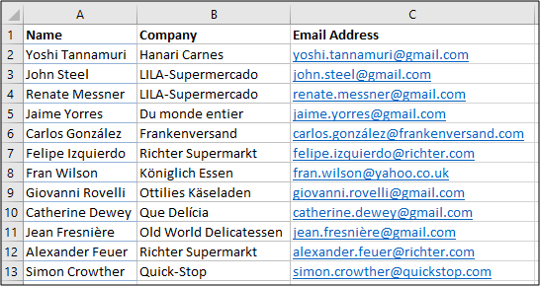 A B C
1 Name Company Email Address
2 Yoshi Tannamuri Hanari Carnes yoshi.tannamuri@gmail.com
3 John Steel LILA-Supermercado john.steel@gmail.com
4 Renate Messner LILA-Supermercado renate.messner@gmail.com
5 Jaime Yorres Du monde entier jaime.yorres@gmail.com
6 Carlos González Frankenversand carlos.gonzález@frankenversand.com
7 Felipe Izquierdo Richter Supermarkt felipe.izquierdo@richter.com
8 Fran Wilson Königlich Essen fran.wilson@yahoo.co.uk
9 Giovanni Rovelli Ottilies Käseladen giovanni.rovelli@gmail.com
10 Catherine Dewey Que Delícia catherine.dewey@gmail.com
11 Jean Fresnière Old World Delicatessen jean.fresnière@gmail.com
12 Alexander Feuer Richter Supermarkt alexander.feuer@richter.com
13 Simon Crowther Quick-Stop simon.crowther@quickstop.com